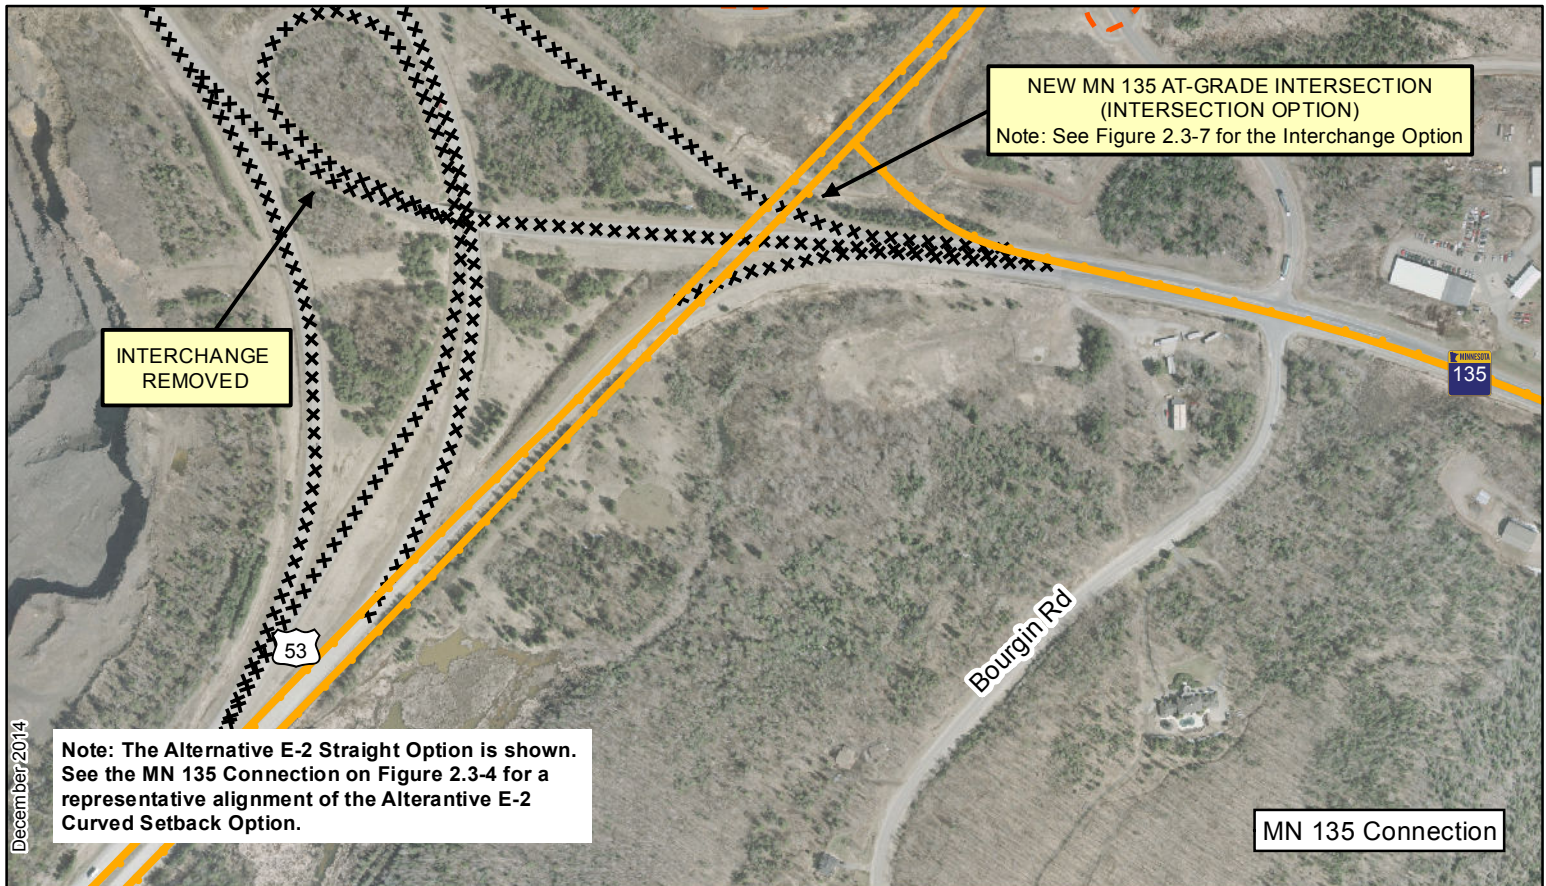 NEW MN 135 AT-GRADE INTERSECTION
(INTERSECTION OPTION)
Note: See Figure 2.3-7 for the Interchange Option
INTERCHANGE
REMOVED
MINNESOTA
135
53
Bourgin Rd
December 2014
Note: The Alternative E-2 Straight Option is shown.
See the MN 135 Connection on Figure 2.3-4 for a
representative alignment of the Alterantive E-2
Curved Setback Option.
MN 135 Connection